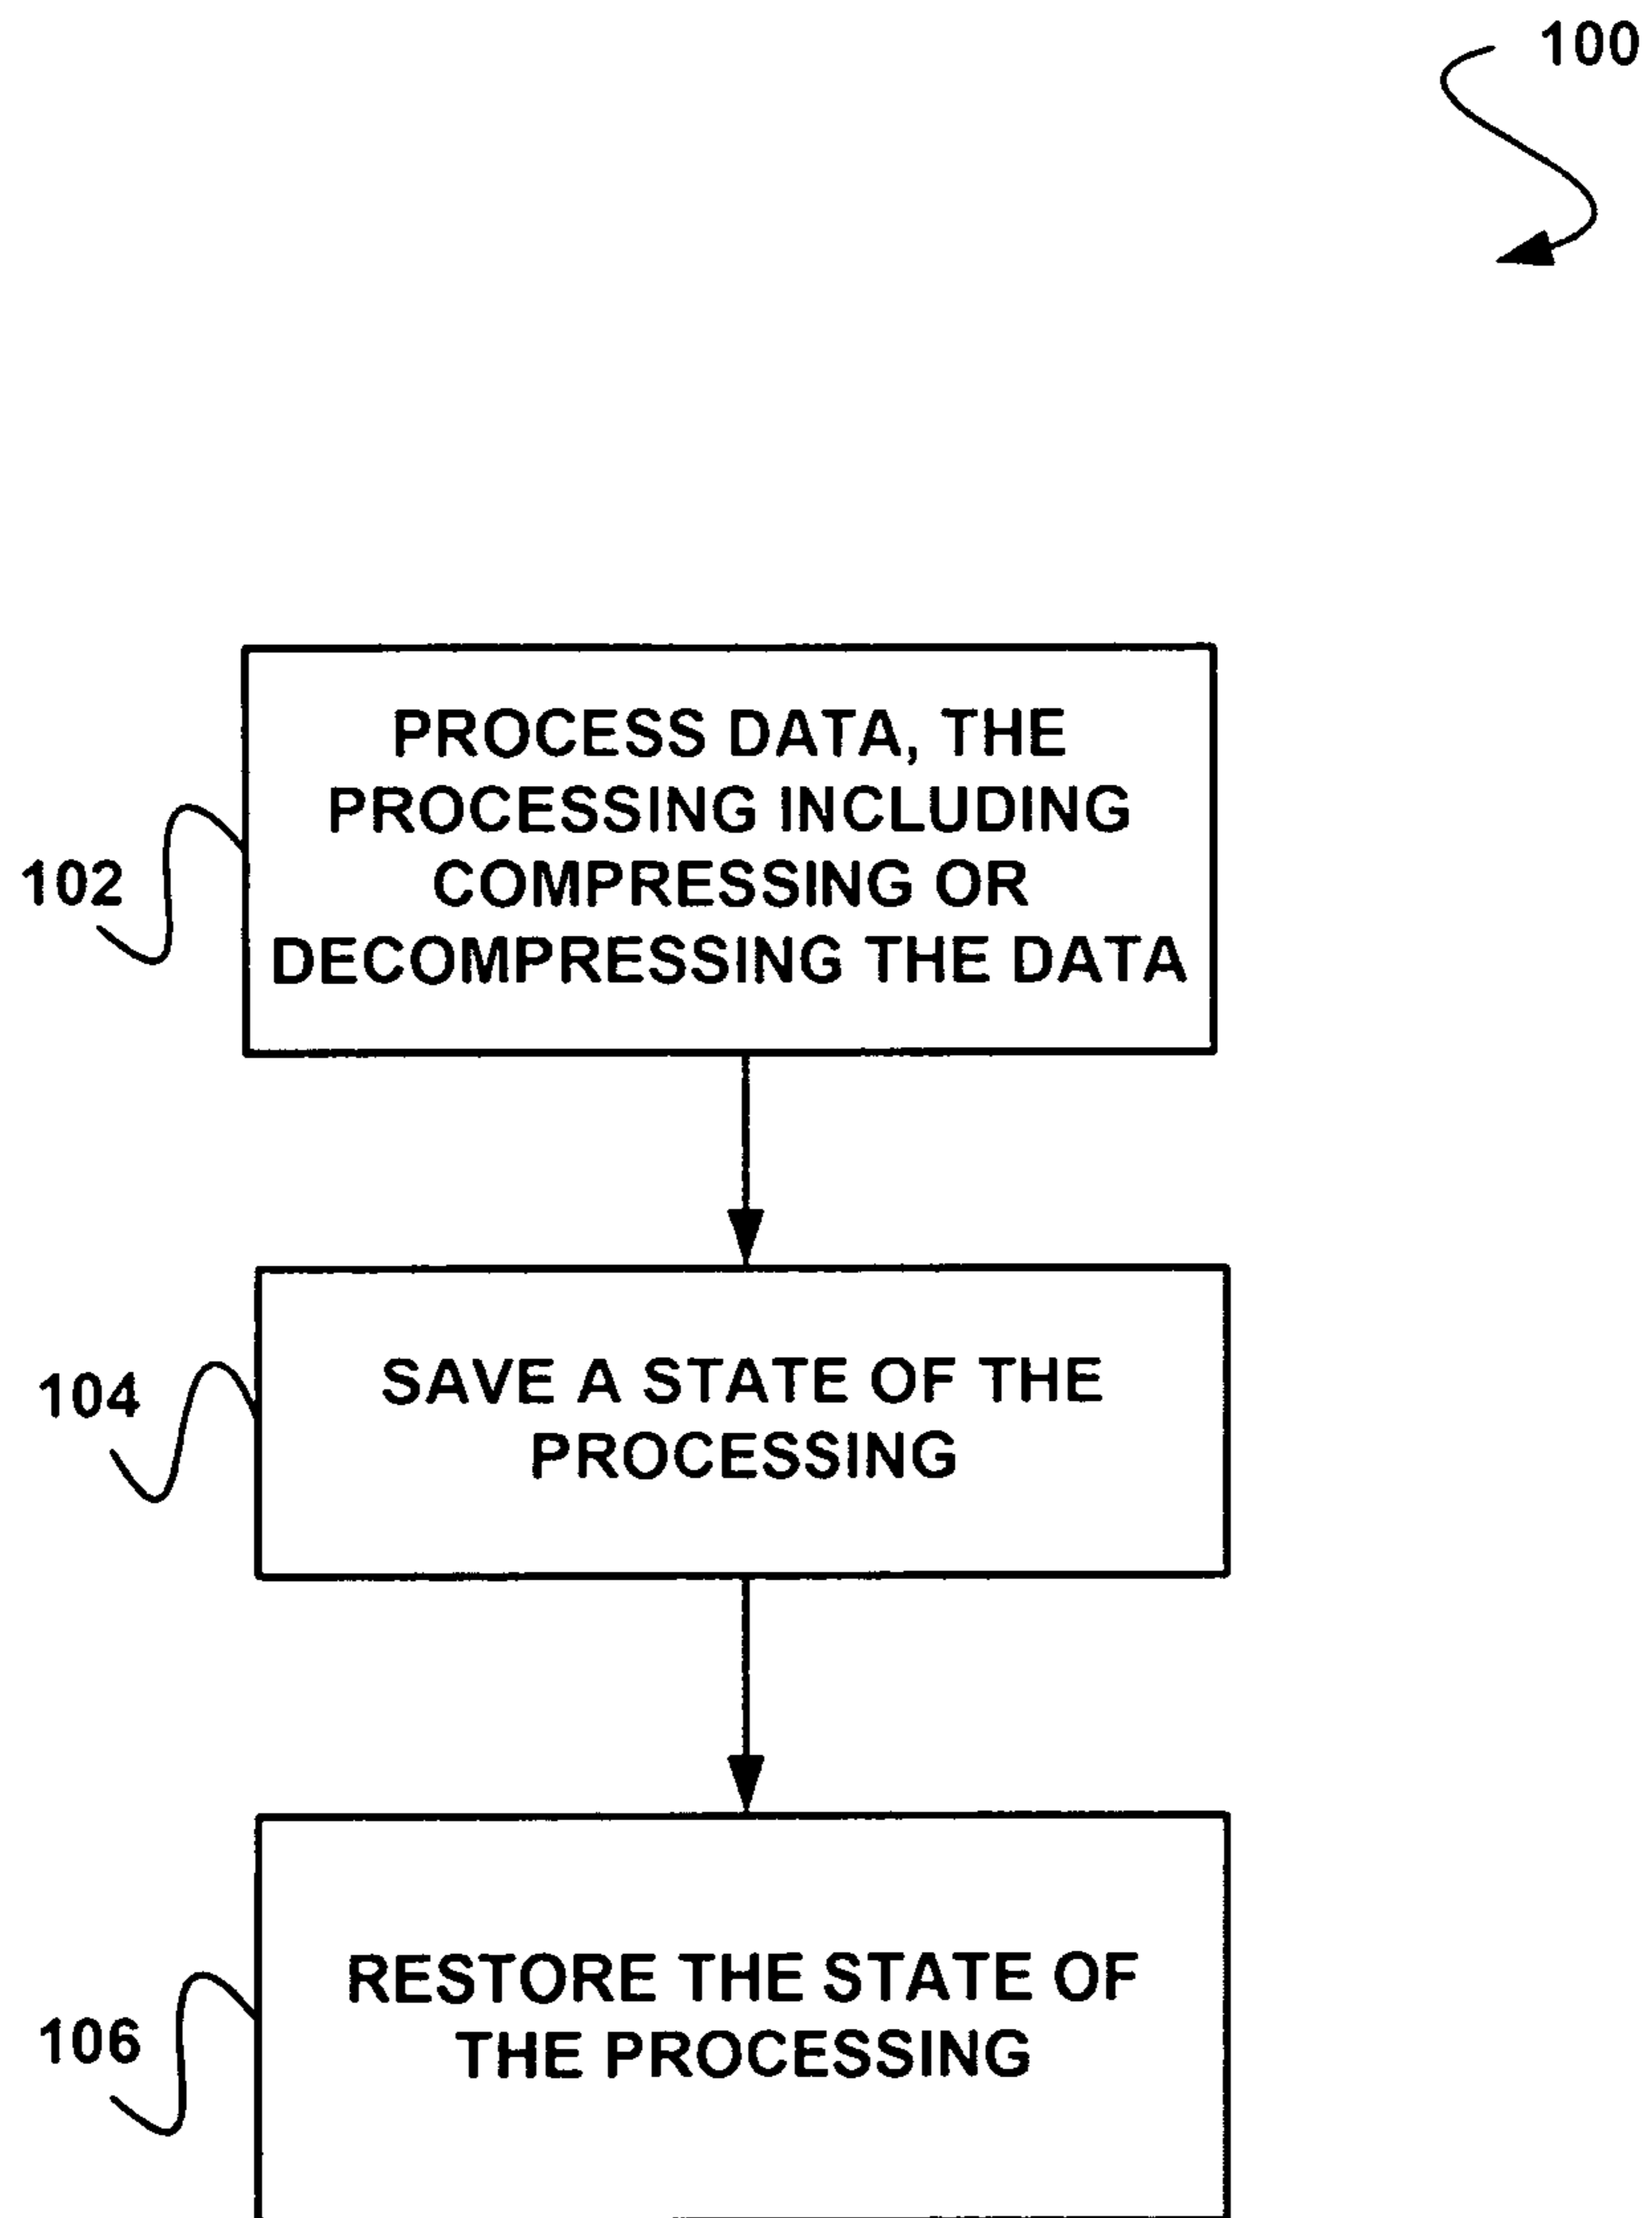 100
PROCESS DATA, THE
PROCESSING INCLUDING
COMPRESSING OR
DECOMPRESSING THE DATA
102
SAVE A STATE OF THE
PROCESSING
104
RESTORE THE STATE OF
THE PROCESSING
106